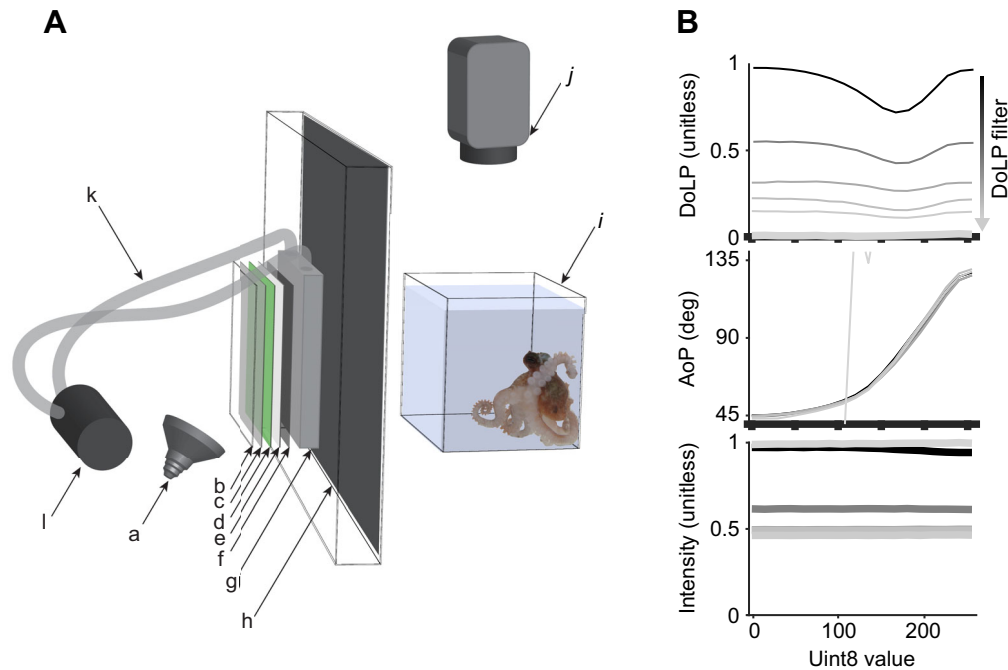 A
j
k
i
l
a
b
c
d
e
f
g
h
B
1
0.5
0
DoLP (unitless)
DoLP filter
135
90
45
AoP (deg)
1
0.5
0
Intensity (unitless)
0
100
200
Uint8 value